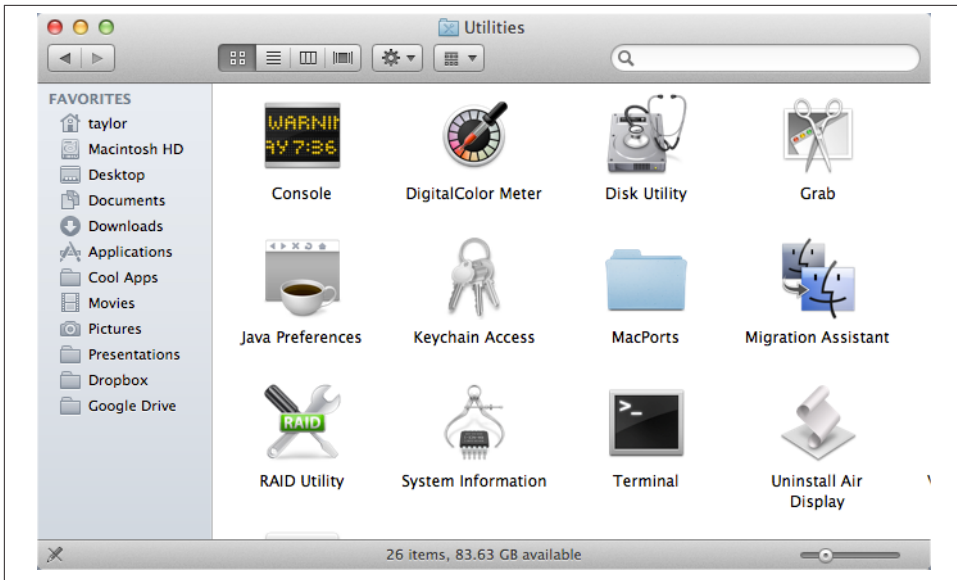 Utilities
FAVORITES
taylor
Macintosh HD
Desktop
Documents
Downloads
Applications
Cool Apps
Movies
Pictures
Presentations
Dropbox
Google Drive
WARNIN
AY 7:36
Console
DigitalColor Meter
Disk Utility
Grab
Java Preferences
Keychain Access
MacPorts
Migration Assistant
RAID
>_
RAID Utility
System Information
Terminal
Uninstall Air
Display
26 items, 83.63 GB available